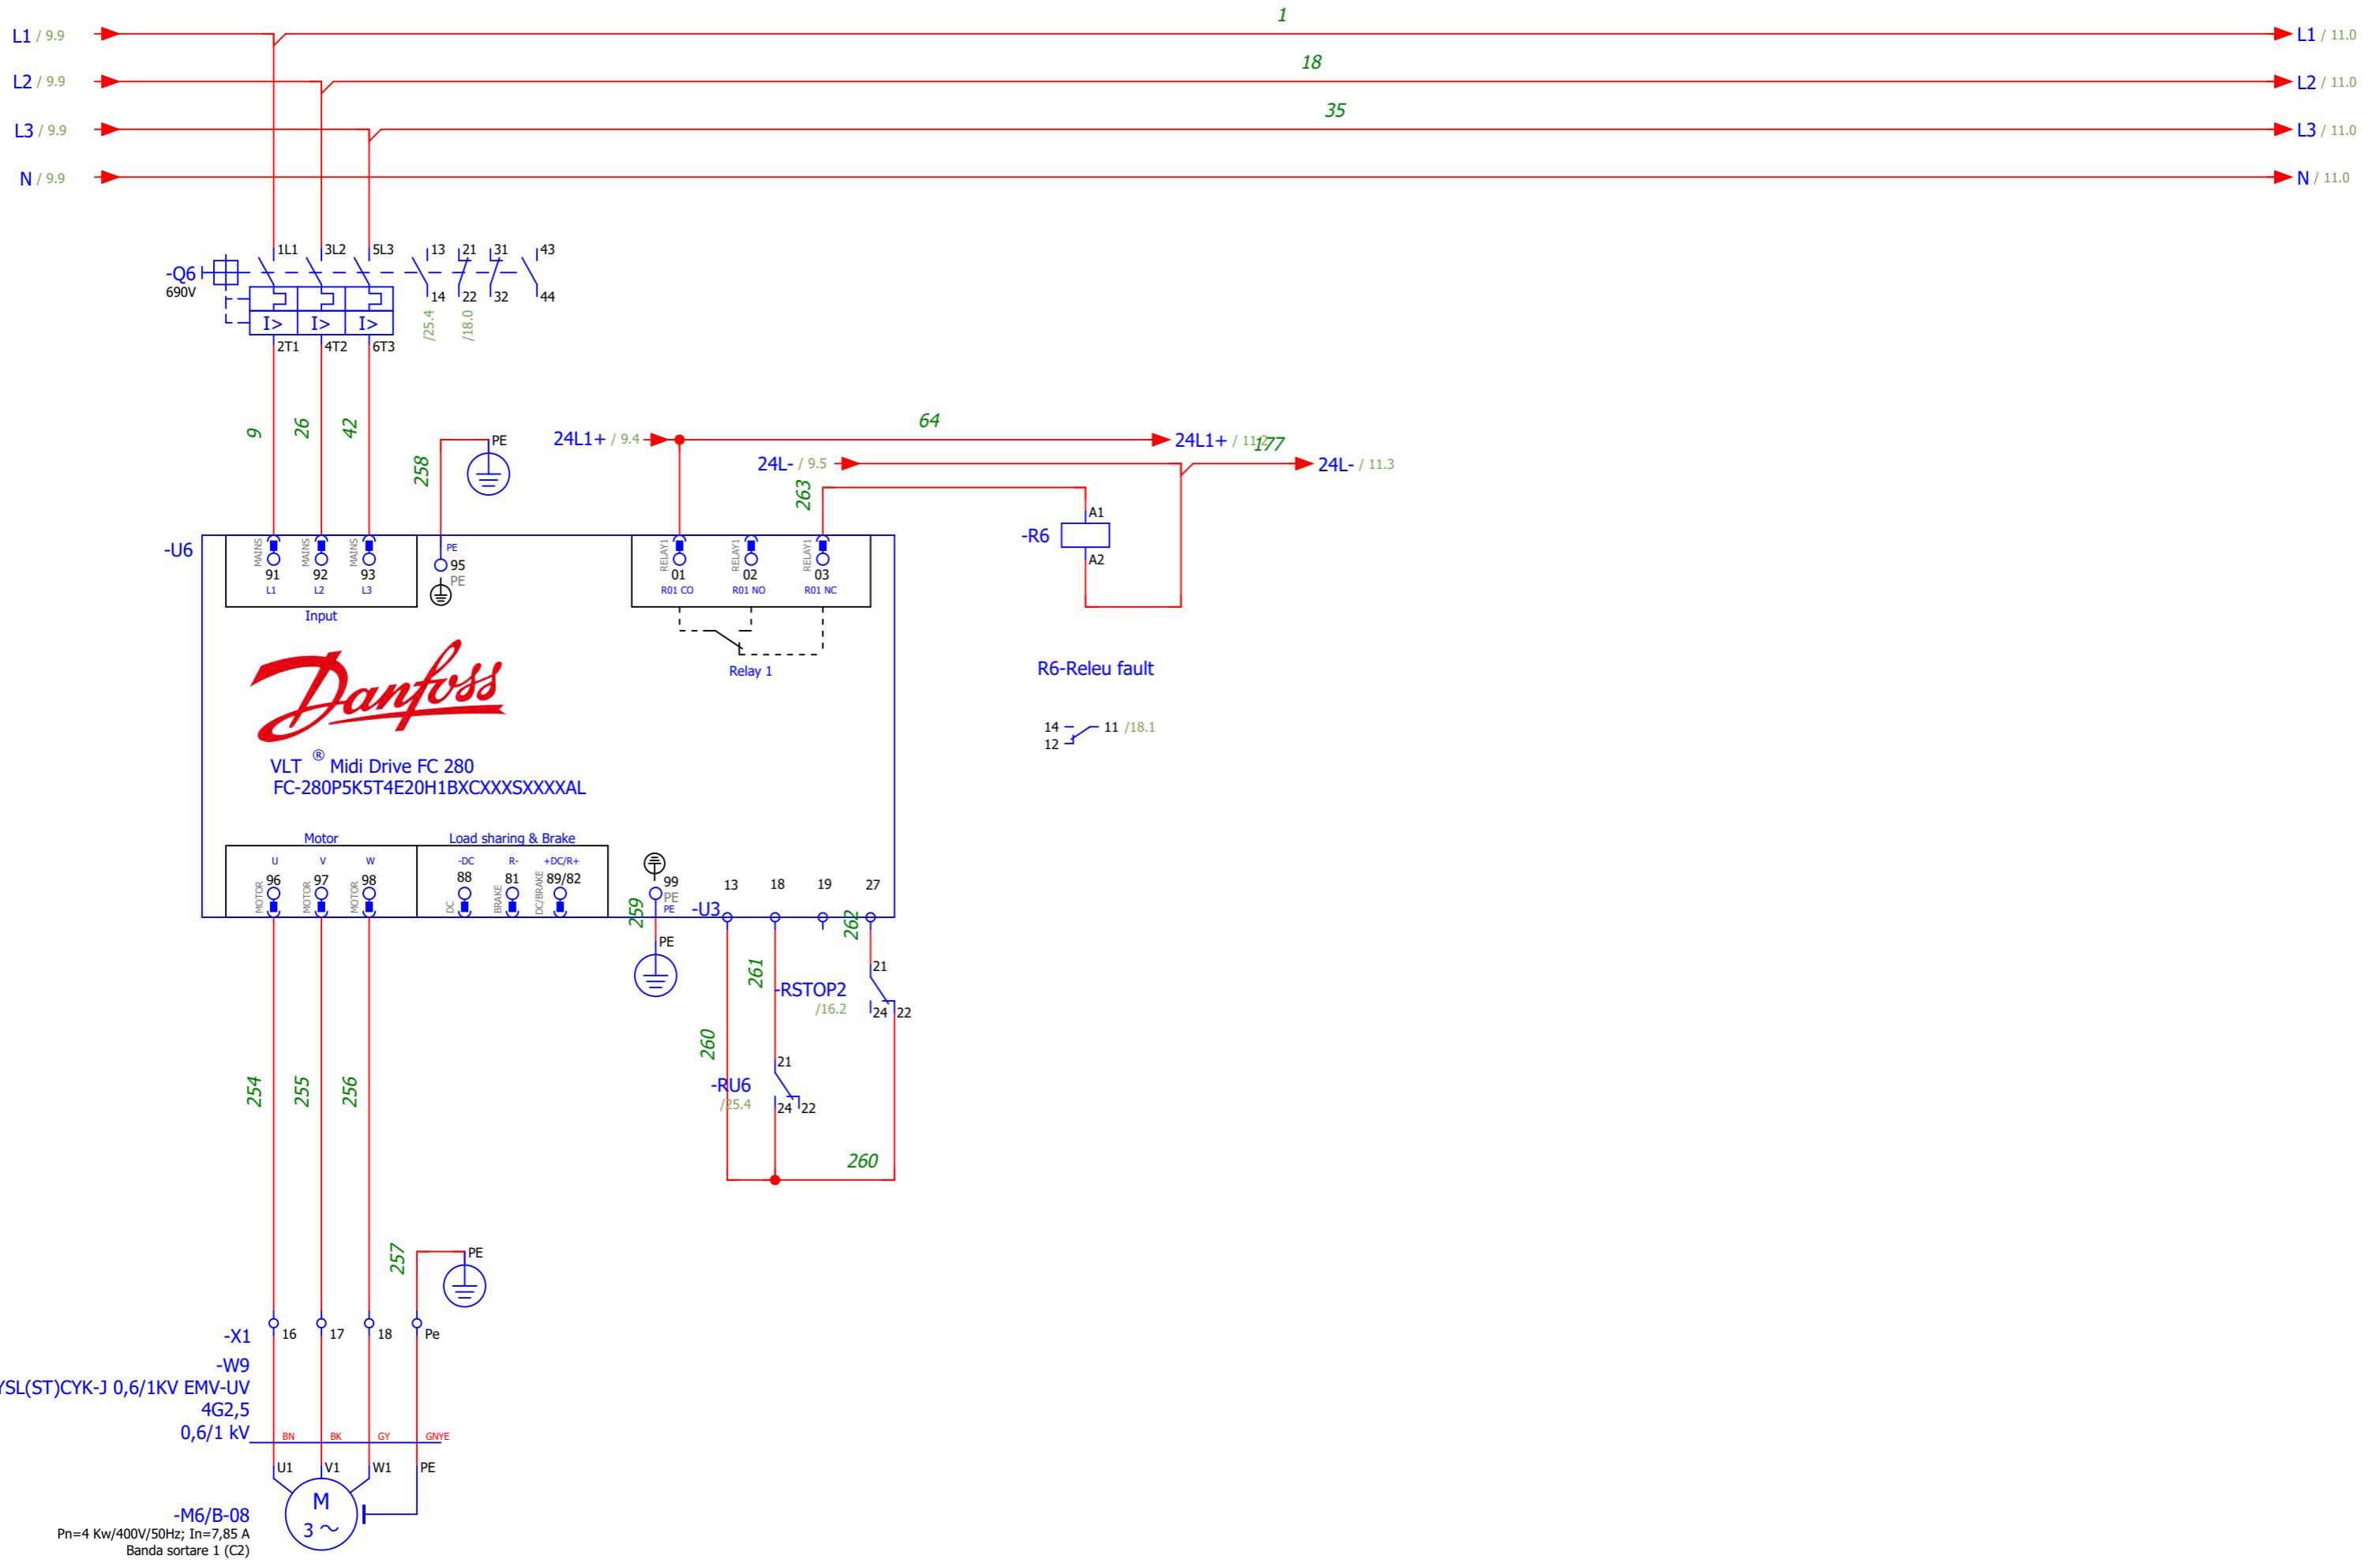 1
L1 / 9.9
L1 / 11.0
18
L2 / 9.9
L2 / 11.0
35
L3 / 9.9
L3 / 11.0
N / 9.9
N / 11.0
1L1 3L2 5L3 13 21 31 43
-Q6
690V
14 22 32 44
I> I> I>
/25.4 /18.0
2T1 4T2 6T3
9 26 42
258
PE
24L1+ / 9.4
64
24L1+ /
177
24L- / 9.5
24L- / 11.3
263
A1
-R6
A2
-U6
MAINS MAINS MAINS
91 92 93
L1 L2 L3
Input
PE
95
PE
RELAY1 RELAY1 RELAY1
01 02 03
R01 CO R01 NO R01 NC
Relay 1
R6-Releu fault
14 11 /18.1
12
Danfoss
VLT ® Midi Drive FC 280
FC-280P5K5T4E20H1BXCXXXSXXXXAL
Motor
Load sharing & Brake
U V W -DC R- +DC/R+
96 97 98 88 81 89/82
MOTOR MOTOR MOTOR DC BRAKE DC/BRAKE
99
PE
PE
259
PE
-U3
13 18 19 27
262
261
21
-RSTOP2
/16.2
24 22
260
21
-RU6
/25.4
24 22
260
254 255 256
257
PE
-X1
16 17 18 Pe
-W9
YSL(ST)CYK-J 0,6/1KV EMV-UV
4G2,5
0,6/1 kV
BN BK GY GNYE
U1 V1 W1 PE
M
3 ~
-M6/B-08
Pn=4 Kw/400V/50Hz; In=7,85 A
Banda sortare 1 (C2)